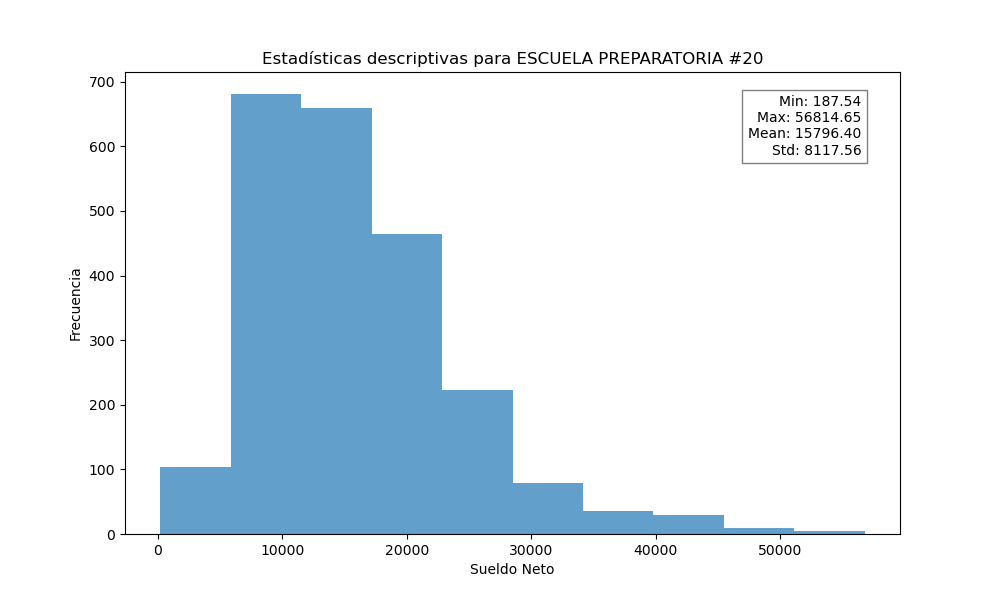 Estadísticas descriptivas para ESCUELA PREPARATORIA #20
700
600
500
400
300
200
100
0
Frecuencia
Min: 187.54
Max: 56814.65
Mean: 15796.40
Std: 8117.56
0 10000 20000 30000 40000 50000
Sueldo Neto